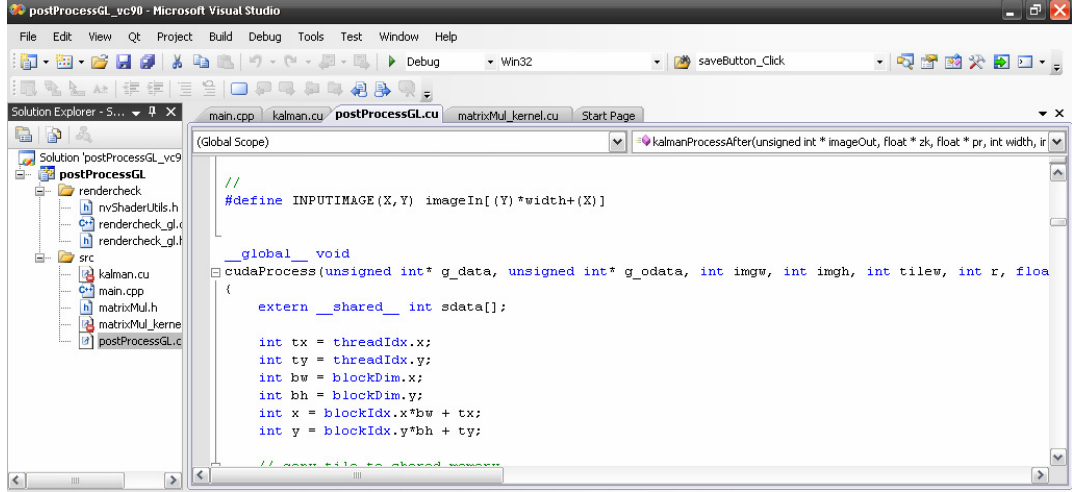 postProcessGL_vc90 - Microsoft Visual Studio
File Edit View Qt Project Build Debug Tools Test Window Help
Debug Win32 saveButton_Click
Solution Explorer - S...
main.cpp kalman.cu postProcessGL.cu matrixMul_kernel.cu Start Page
(Global Scope) kalmanProcessAfter(unsigned int * imageOut, float * zk, float * pr, int width, ir
Solution 'postProcessGL_vc9
postProcessGL
rendercheck
nvShaderUtils.h
rendercheck_gl.c
rendercheck_gl.h
src
kalman.cu
main.cpp
matrixMul.h
matrixMul_kerne
postProcessGL.c
//
#define INPUTIMAGE(X,Y) imageIn[(Y)*width+(X)]
__global__ void
cudaProcess(unsigned int* g_data, unsigned int* g_odata, int imgw, int imgh, int tilew, int r, floa
{
extern __shared__ int sdata[];
int tx = threadIdx.x;
int ty = threadIdx.y;
int bw = blockDim.x;
int bh = blockDim.y;
int x = blockIdx.x*bw + tx;
int y = blockIdx.y*bh + ty;
// copy tile to shared memory